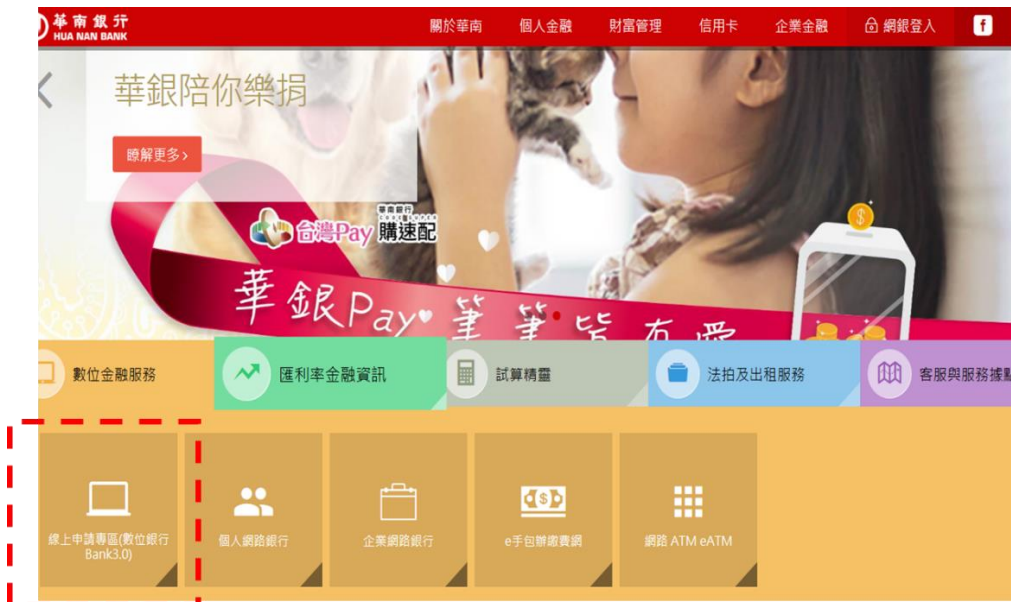 華南銀行
HUA NAN BANK
關於華南
個人金融
財富管理
信用卡
企業金融
網銀登入
f
華銀陪你樂捐
瞭解更多>
台灣Pay
華南銀行
購速配
華銀Pay 筆筆皆有愛
數位金融服務
匯利率金融資訊
試算精靈
法拍及出租服務
客服與服務據點
線上申請專區(數位銀行
Bank3.0)
個人網路銀行
企業網路銀行
e手包辦繳費網
網路 ATM eATM